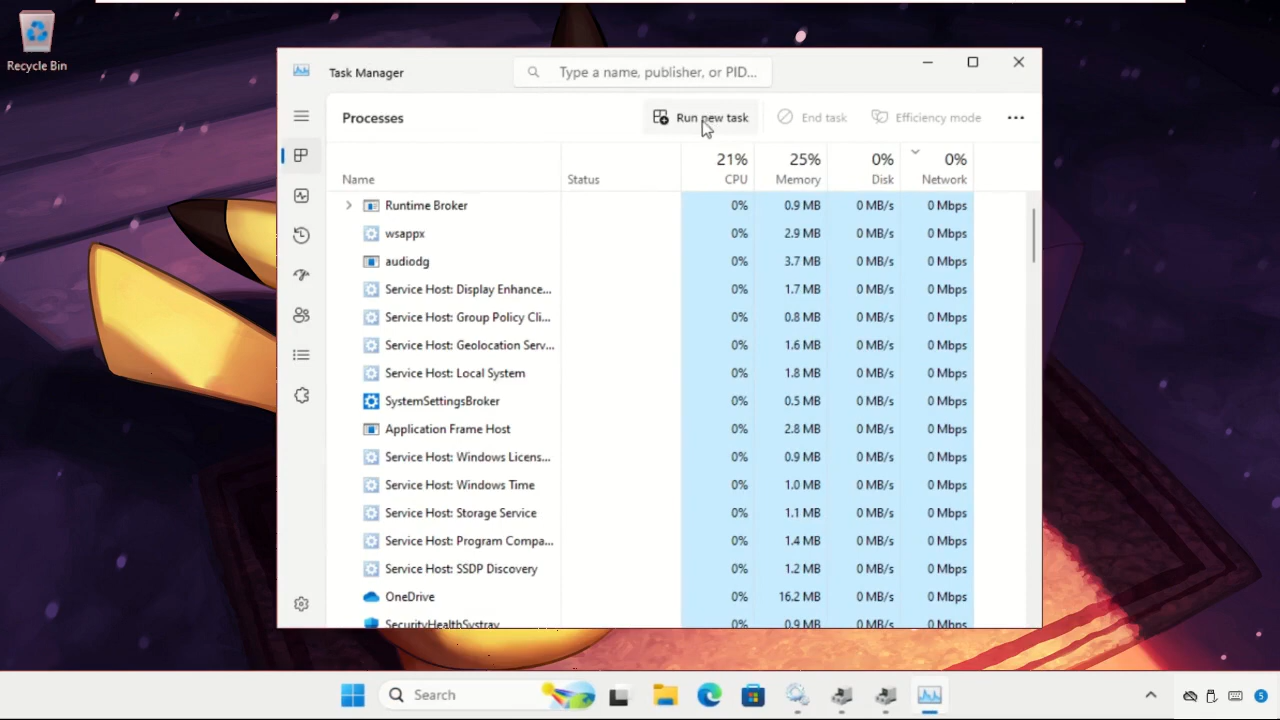 Recycle Bin
Task Manager
Type a name, publisher, or PID...
Processes
Run new task
End task
Efficiency mode
21% 25% 0% 0%
Name Status CPU Memory Disk Network
Runtime Broker 0% 0.9 MB 0 MB/s 0 Mbps
wsappx 0% 2.9 MB 0 MB/s 0 Mbps
audiodg 0% 3.7 MB 0 MB/s 0 Mbps
Service Host: Display Enhance... 0% 1.7 MB 0 MB/s 0 Mbps
Service Host: Group Policy Cli... 0% 0.8 MB 0 MB/s 0 Mbps
Service Host: Geolocation Serv... 0% 1.6 MB 0 MB/s 0 Mbps
Service Host: Local System 0% 1.8 MB 0 MB/s 0 Mbps
SystemSettingsBroker 0% 0.5 MB 0 MB/s 0 Mbps
Application Frame Host 0% 2.8 MB 0 MB/s 0 Mbps
Service Host: Windows Licens... 0% 0.9 MB 0 MB/s 0 Mbps
Service Host: Windows Time 0% 1.0 MB 0 MB/s 0 Mbps
Service Host: Storage Service 0% 1.1 MB 0 MB/s 0 Mbps
Service Host: Program Compa... 0% 1.4 MB 0 MB/s 0 Mbps
Service Host: SSDP Discovery 0% 1.2 MB 0 MB/s 0 Mbps
OneDrive 0% 16.2 MB 0 MB/s 0 Mbps
SecurityHealthSystray 0% 0.9 MB 0 MB/s 0 Mbps
Search
5